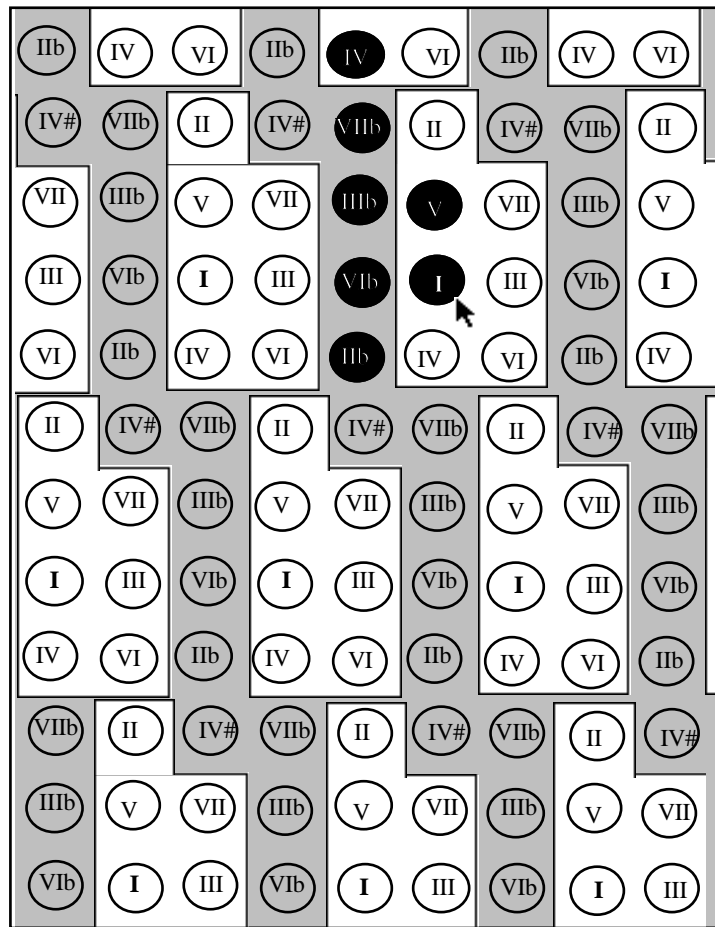 IIb IV VI IIb IV VI IIb IV VI
IV# VIIb II IV# VIIb II IV# VIIb II
VII IIIb V VII IIIb V VII IIIb V
III VIb I III VIb I III VIb I
VI IIb IV VI IIb IV VI IIb IV
II IV# VIIb II IV# VIIb II IV# VIIb
V VII IIIb V VII IIIb V VII IIIb
I III VIb I III VIb I III VIb
IV VI IIb IV VI IIb IV VI IIb
VIIb II IV# VIIb II IV# VIIb II IV#
IIIb V VII IIIb V VII IIIb V VII
VIb I III VIb I III VIb I III